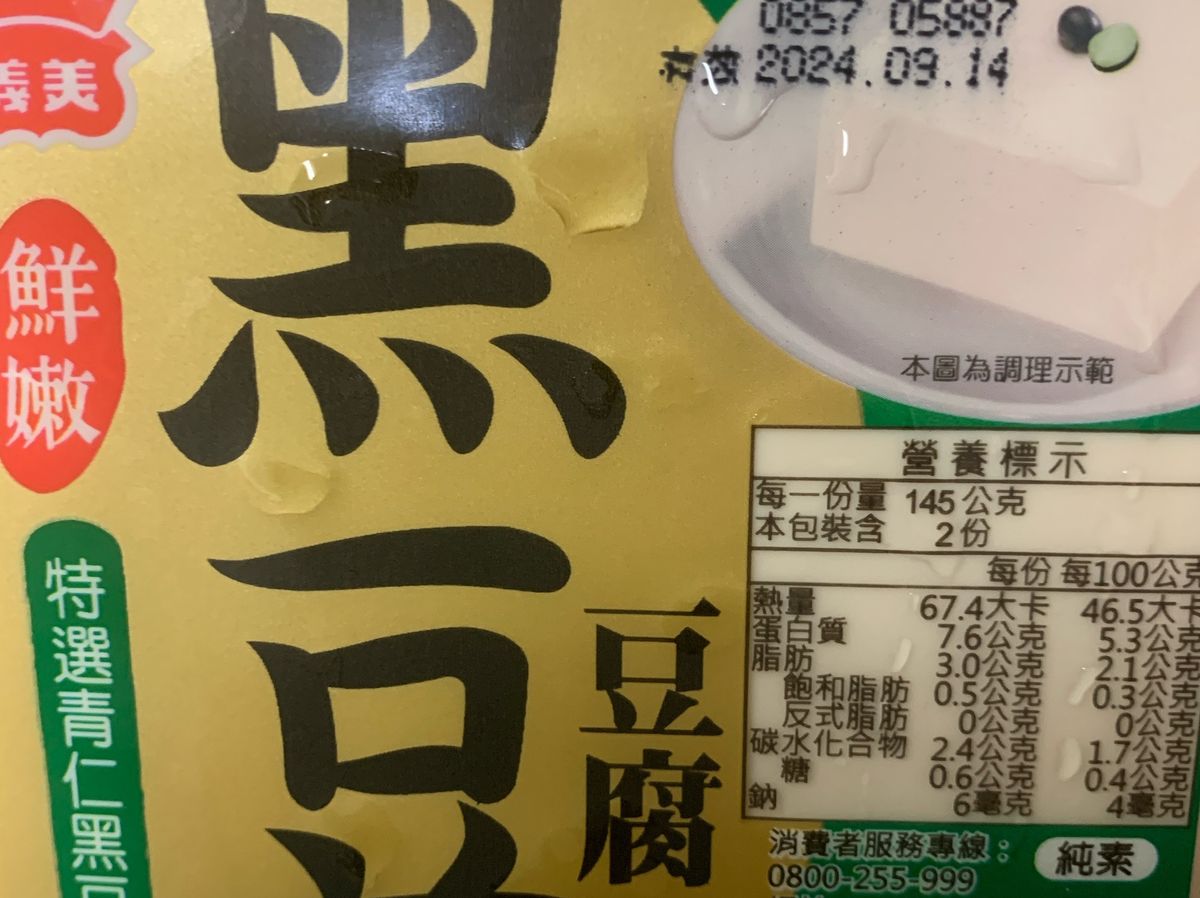 義美
鮮嫩
特選青仁黑豆
黑豆
豆腐
0857 05887
有效 2024.09.14
本圖為調理示範
營養標示
每一份量 145公克
本包裝含 2份
每份 每100公克
熱量 67.4大卡 46.5大卡
蛋白質 7.6公克 5.3公克
脂肪 3.0公克 2.1公克
飽和脂肪 0.5公克 0.3公克
反式脂肪 0公克 0公克
碳水化合物 2.4公克 1.7公克
糖 0.6公克 0.4公克
鈉 6毫克 4毫克
消費者服務專線:
0800-255-999
純素